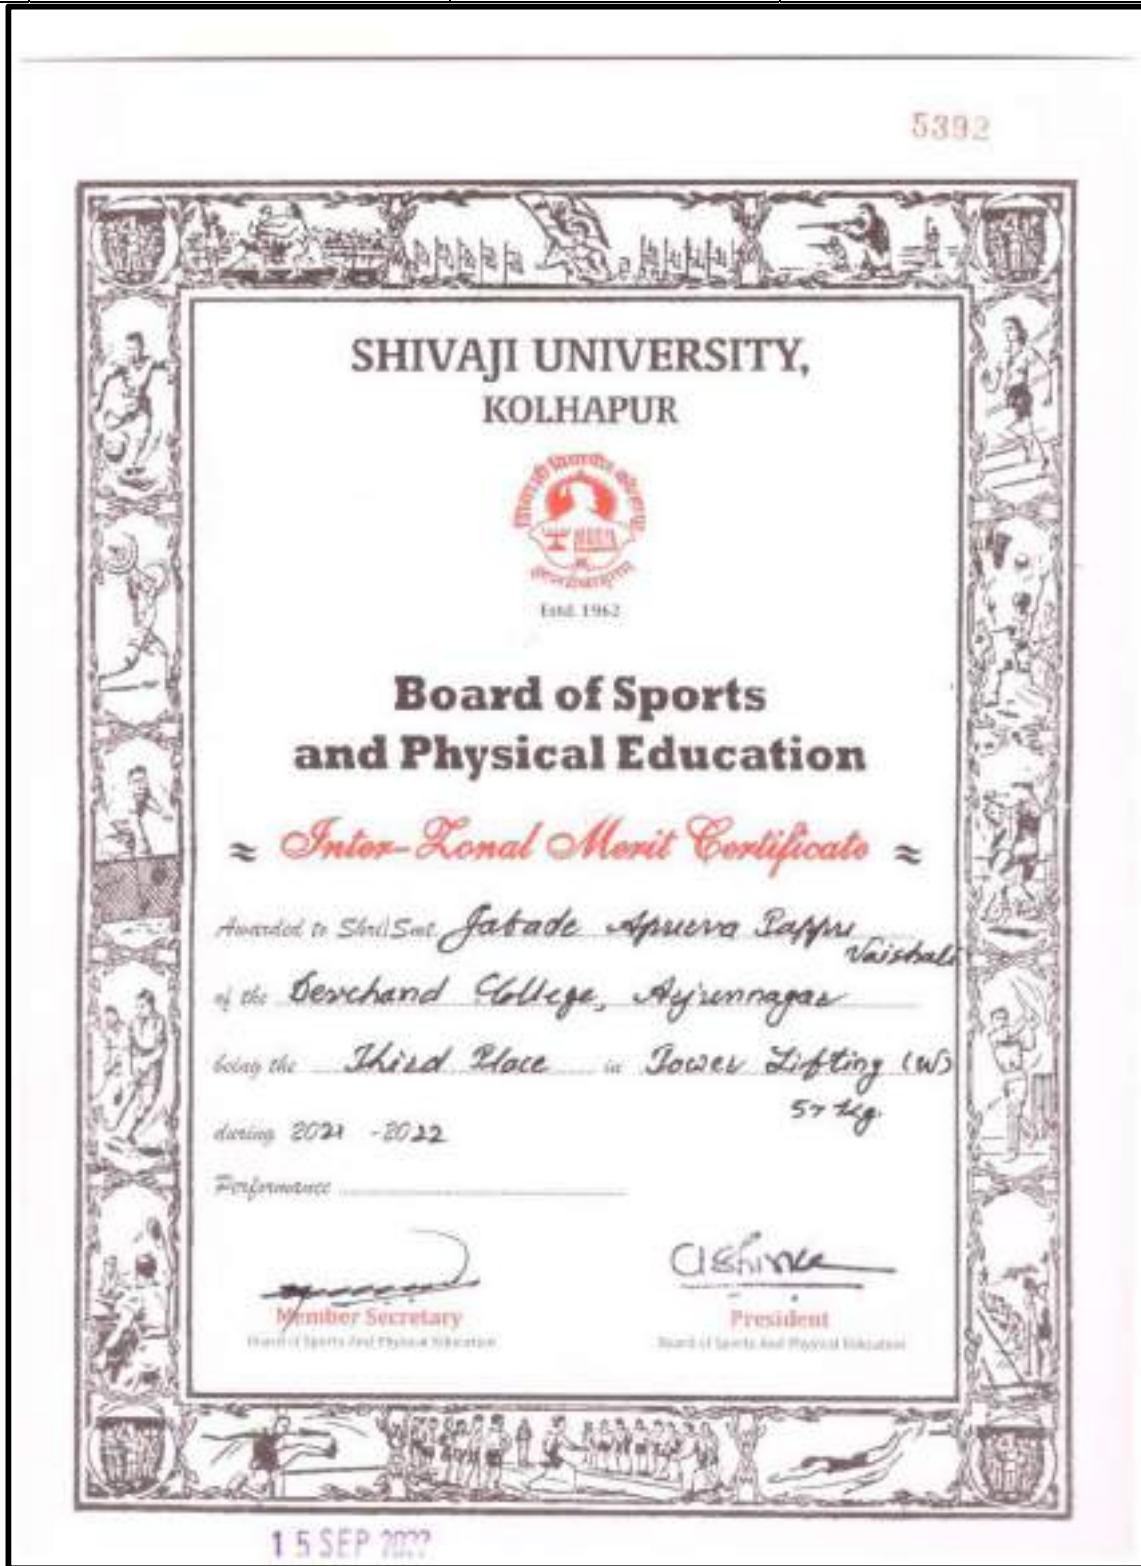 5392
SHIVAJI UNIVERSITY,
KOLHAPUR
Estd. 1962
Board of Sports
and Physical Education
≈ Inter-Zonal Merit Certificate ≈
Awarded to Shri/Smt. Jabade Apurva Pappu
Vaishali
of the Devchand College, Arjunnagar
being the Third Place in Power Lifting (W)
Kg.
during 2021 - 2022
Performance
Member Secretary
Board of Sports And Physical Education
President
Board of Sports And Physical Education
15 SEP 2022